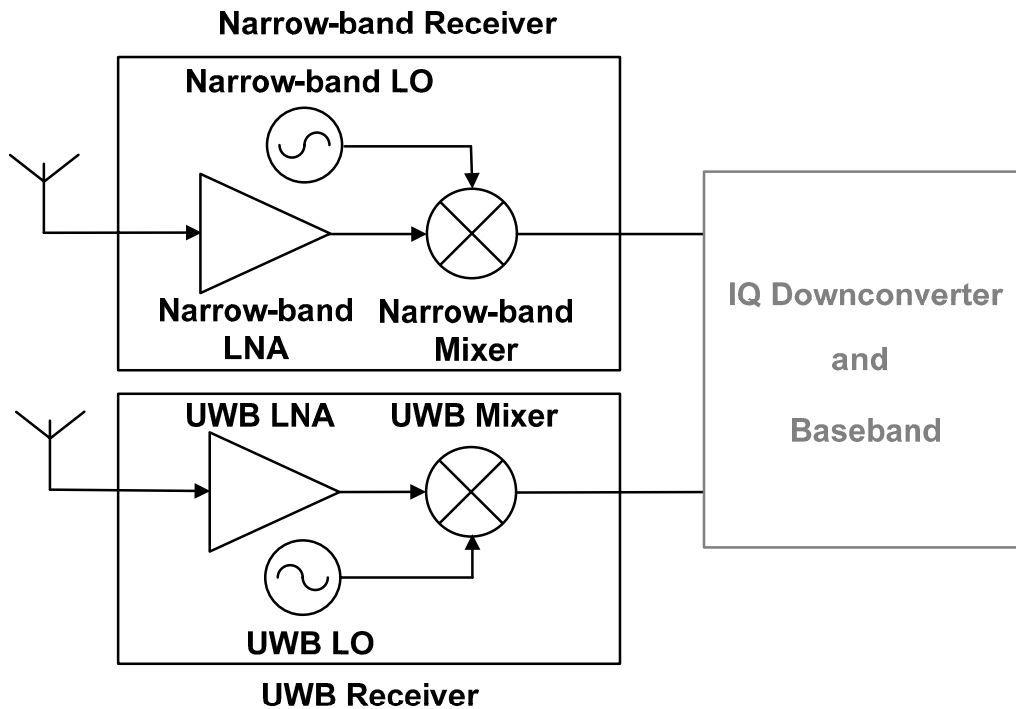 Narrow-band Receiver
Narrow-band LO
Narrow-band
LNA
Narrow-band
Mixer
IQ Downconverter
and
Baseband
UWB LNA
UWB Mixer
UWB LO
UWB Receiver